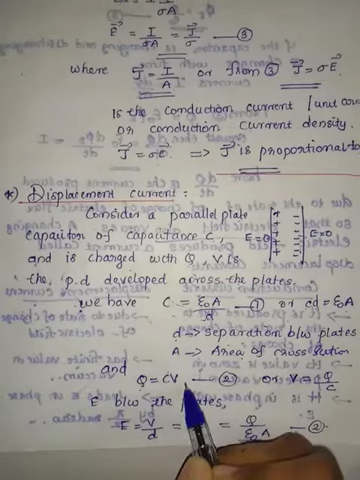 σA
E⃗ = I/σA = J⃗/σ — ③
where J⃗ = I/A or from ③ J⃗ = σE⃗.
Is the conduction current / unit
or conduction current density.
J⃗ = σE⃗. ⇒ J⃗ is proportional to
*) Displacement current :
Consider a parallel plate
Capacitor of capacitance C
and is charged with Q V is
the p.d developed across the plates.
E=0 + - E=0
we have C = ε₀A/d — ① or cd = ε₀A
d → separation b/w plates
A → Area of cross section
and Q = CV — ② or V = Q/C
E b/w the plates,
E = V/d = = Q/ε₀A — ②